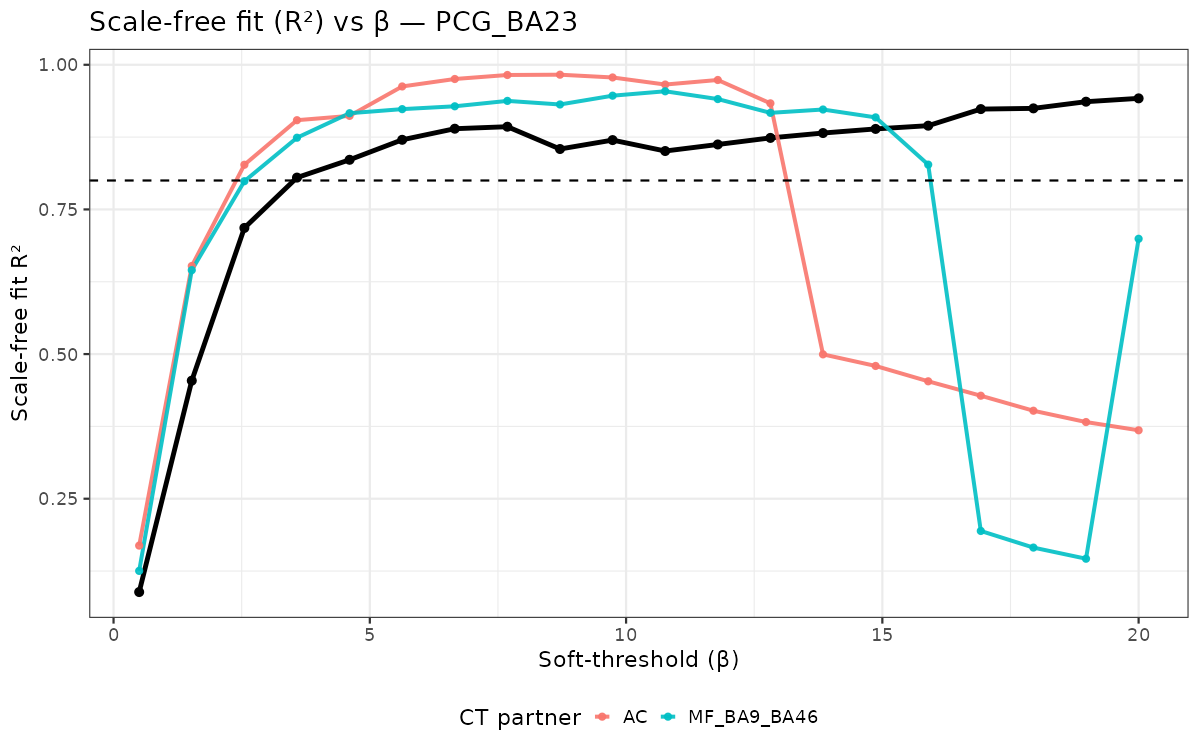 Scale-free fit (R²) vs β — PCG_BA23
Scale-free fit R²
1.00
0.75
0.50
0.25
0 5 10 15 20
Soft-threshold (β)
CT partner AC MF_BA9_BA46